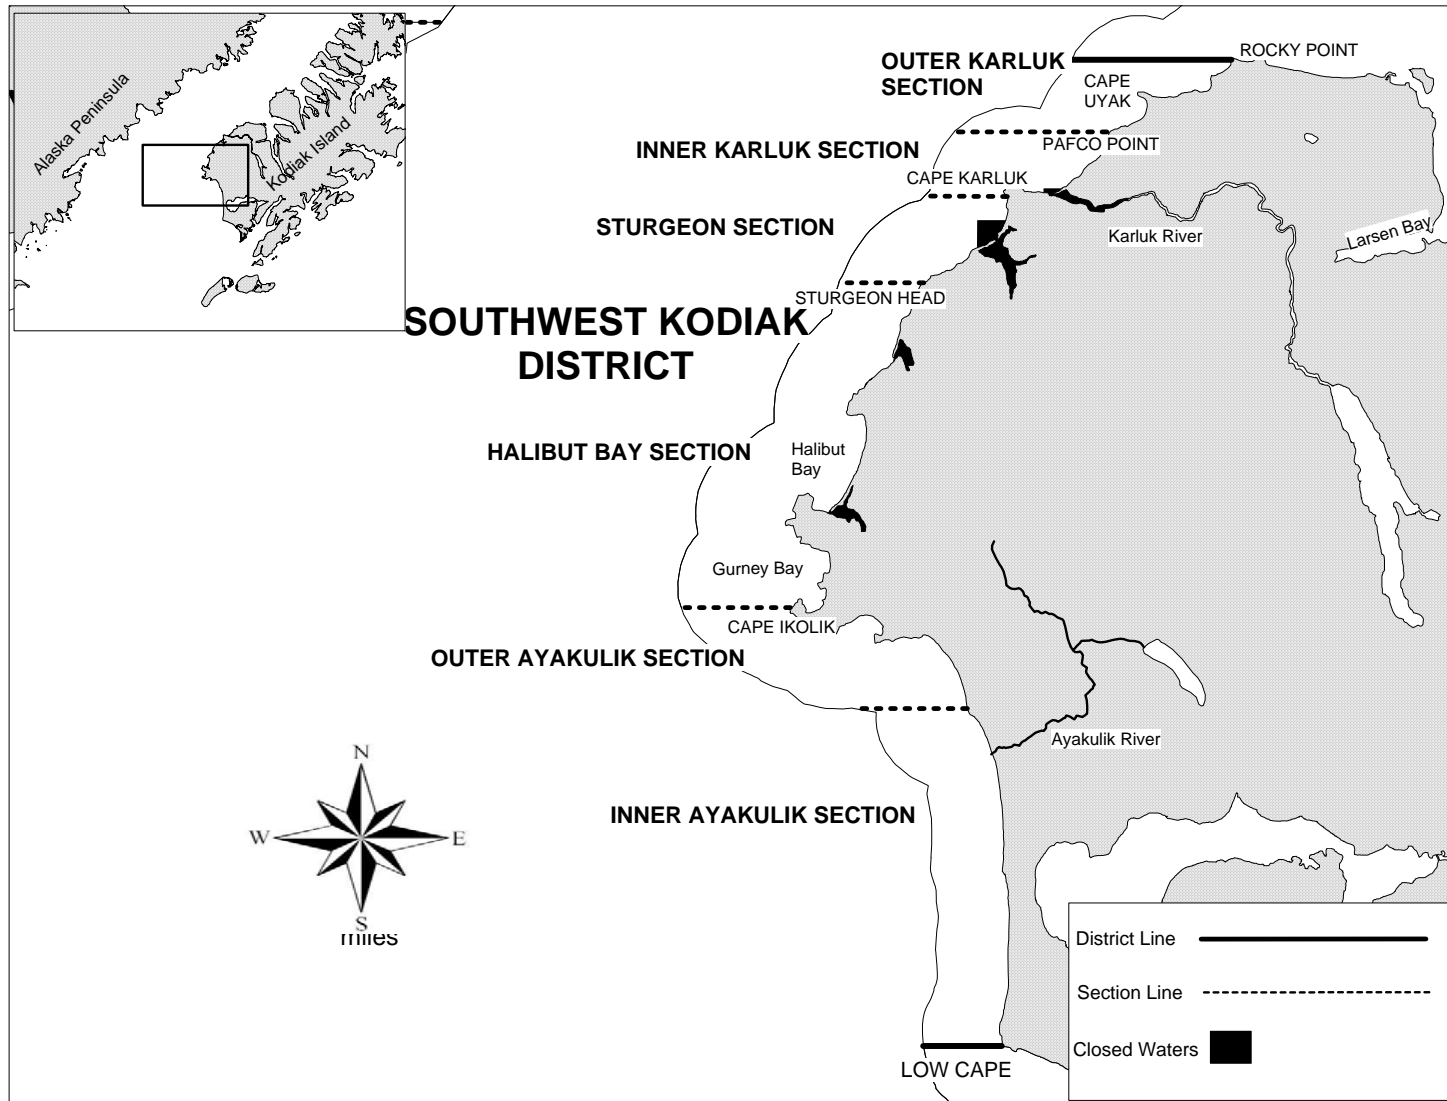 Alaska Peninsula
Kodiak Island
OUTER KARLUK
SECTION
ROCKY POINT
CAPE
UYAK
INNER KARLUK SECTION
PAFCO POINT
CAPE KARLUK
STURGEON SECTION
Karluk River
Larsen Bay
STURGEON HEAD
SOUTHWEST KODIAK
DISTRICT
HALIBUT BAY SECTION
Halibut
Bay
Gurney Bay
CAPE IKOLIK
OUTER AYAKULIK SECTION
Ayakulik River
INNER AYAKULIK SECTION
N
W
E
S
miles
District Line
Section Line
Closed Waters
LOW CAPE